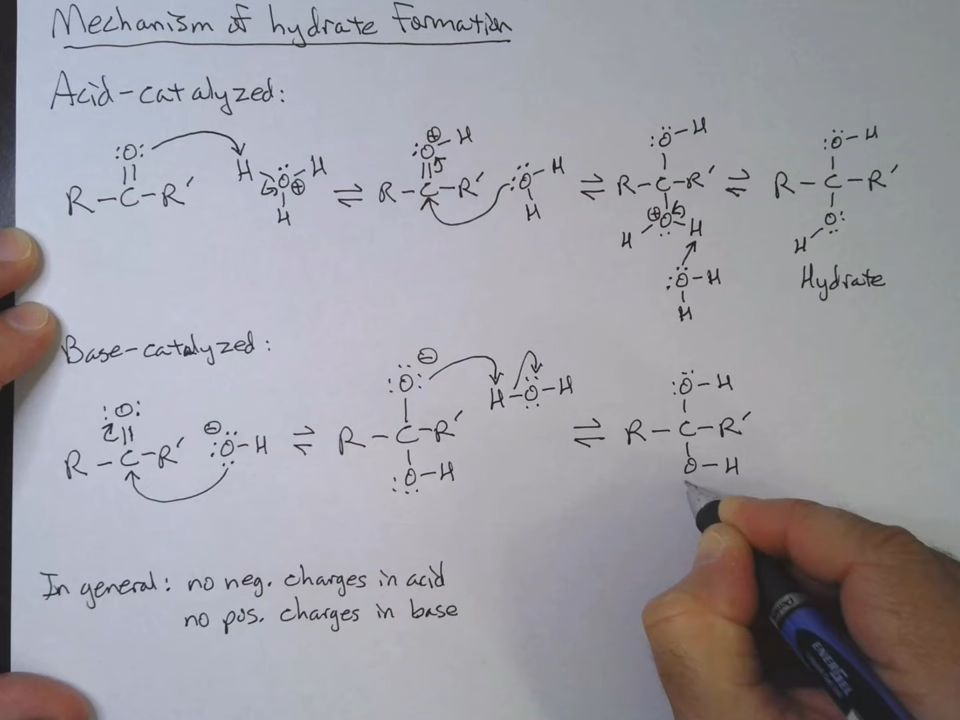 Mechanism of hydrate formation
Acid-catalyzed:
:O: H Ö H ⊕ H ⇌ ⊕ :O-H :Ö-H H ⇌ :Ö-H ⇌ :Ö-H
R-C-R' R-C-R' R-C-R' R-C-R'
⊕ H Ö H H O:
:Ö-H H
Hydrate
Base-catalyzed:
:O: ⊖ :Ö-H ⇌ :Ö: ⊖ H-Ö-H ⇌ :Ö-H
R-C-R' R-C-R' R-C-R'
:O-H O-H
In general: no neg. charges in acid
no pos. charges in base
EnerGel